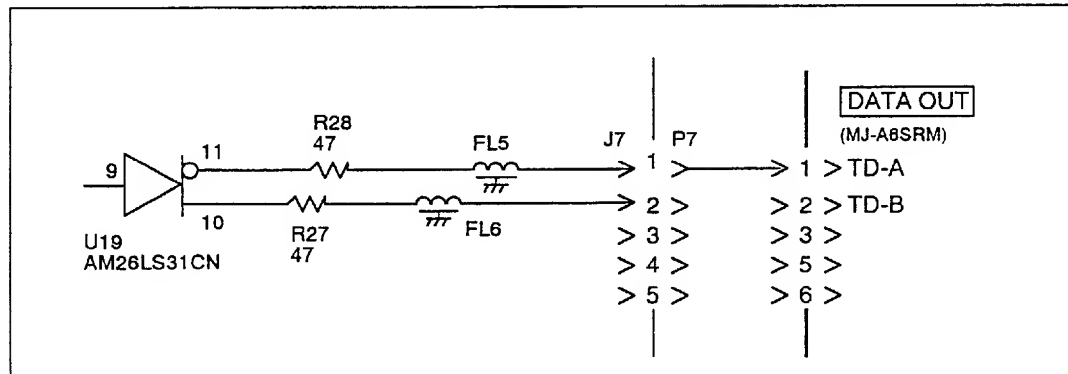 DATA OUT
(MJ-A8SRM)
R28
47
FL5
J7
P7
11
9
1
1
TD-A
10
2
2
TD-B
R27
47
FL6
U19
AM26LS31CN
3
3
4
5
5
6